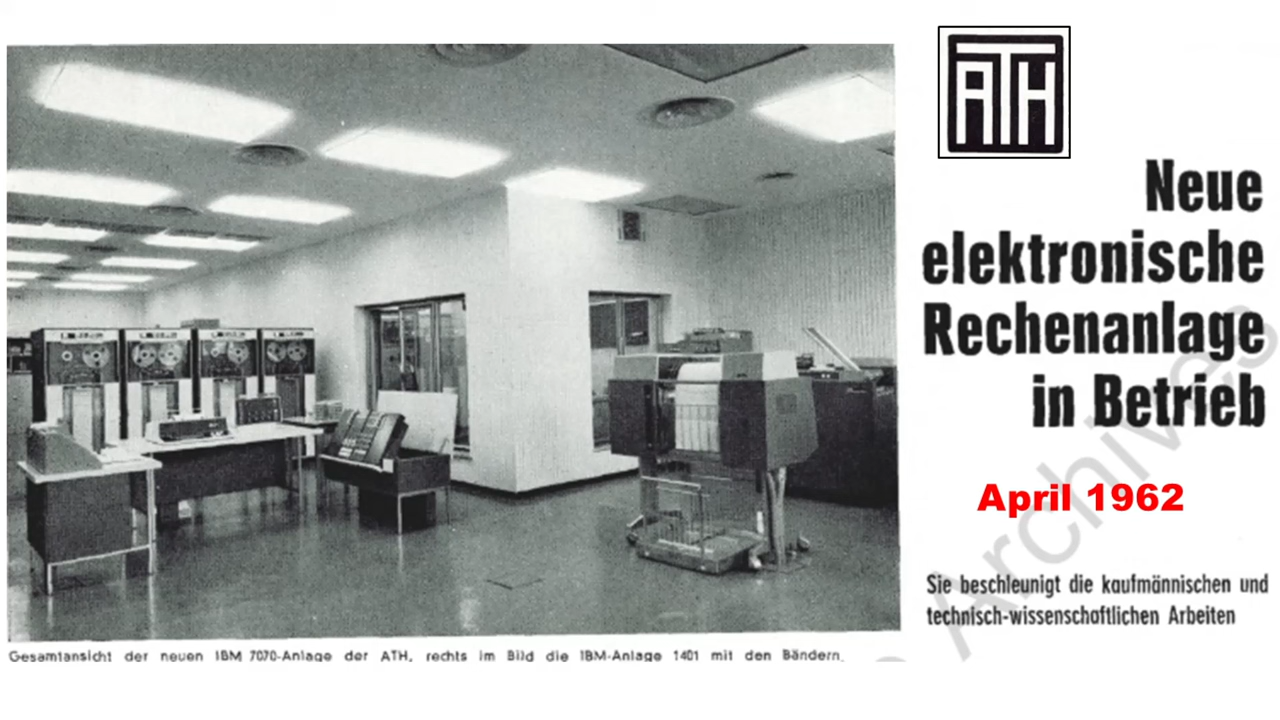 ATH
Neue
elektronische
Rechenanlage
in Betrieb
April 1962
Sie beschleunigt die kaufmännischen und
technisch-wissenschaftlichen Arbeiten
Gesamtansicht der neuen IBM 7070-Anlage der ATH, rechts im Bild die IBM-Anlage 1401 mit den Bändern.
Archives